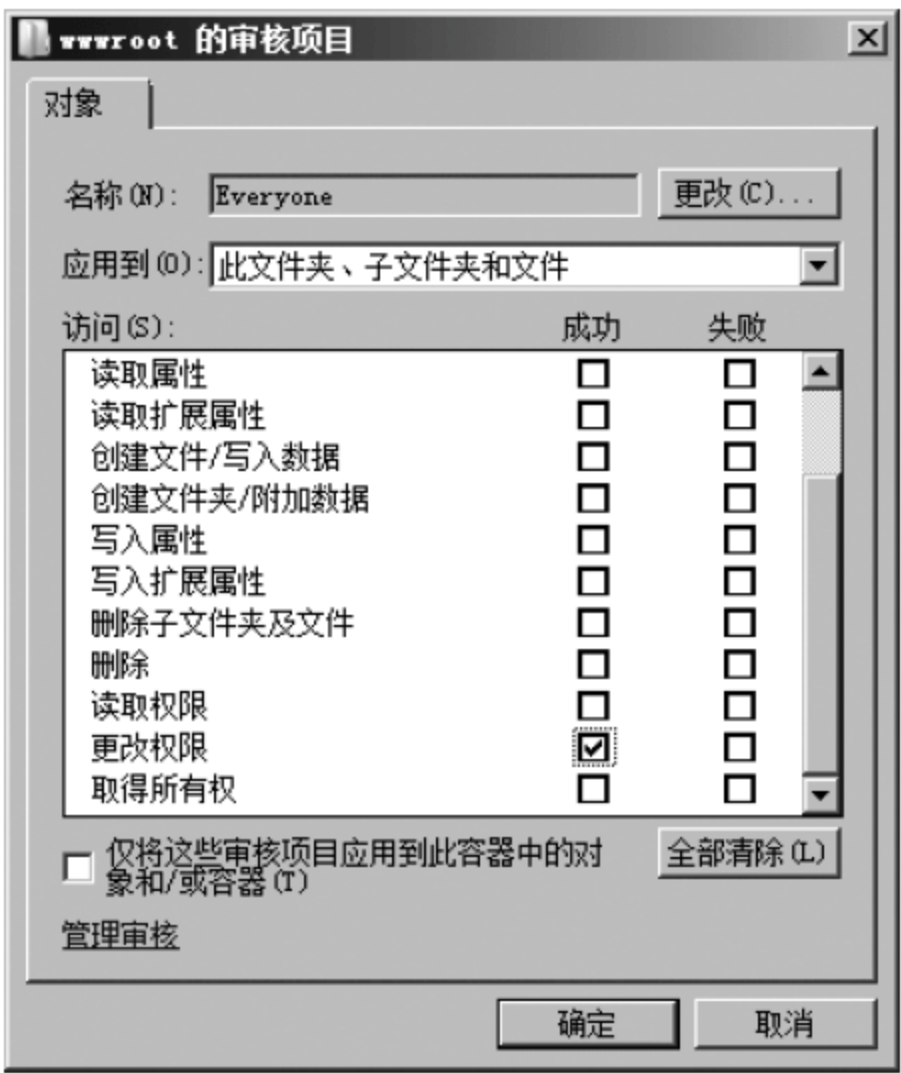 wwwroot 的审核项目
对象
名称(N): Everyone 更改(C)...
应用到(O): 此文件夹、子文件夹和文件
访问(S): 成功 失败
读取属性
读取扩展属性
创建文件/写入数据
创建文件夹/附加数据
写入属性
写入扩展属性
删除子文件夹及文件
删除
读取权限
更改权限
取得所有权
仅将这些审核项目应用到此容器中的对
象和/或容器(T)
全部清除(L)
管理审核
确定 取消